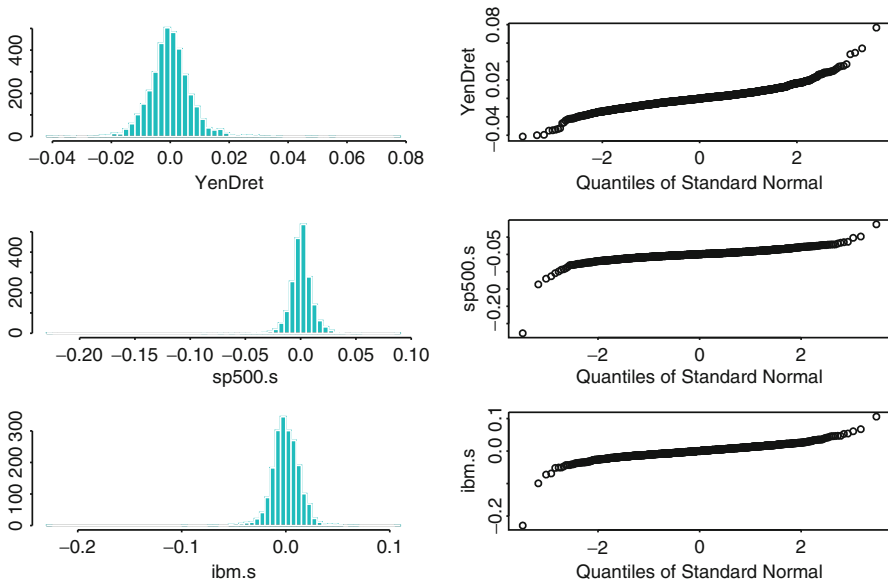 0 200 400
−0.04 −0.02 0.0 0.02 0.04 0.06 0.08
YenDret
YenDret
−0.04 0.02 0.08
−2 0 2
Quantiles of Standard Normal
0 200 400
−0.20 −0.15 −0.10 −0.05 0.0 0.05 0.10
sp500.s
sp500.s
−0.20 −0.05
−2 0 2
Quantiles of Standard Normal
0 100 200 300
−0.2 −0.1 0.0 0.1
ibm.s
ibm.s
−0.2 0.0 0.1
−2 0 2
Quantiles of Standard Normal